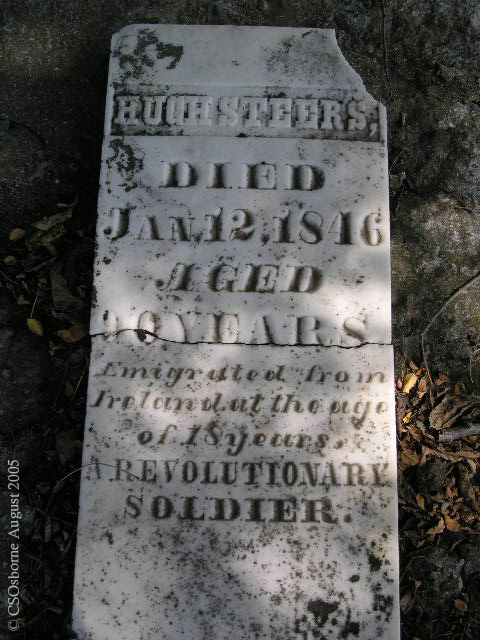 HUGH STEERS,
DIED
JAN. 12, 1846
AGED
90 YEARS
Emigrated from
Ireland at the age
of 18 years.
A REVOLUTIONARY
SOLDIER.
© CSOsborne August 2005